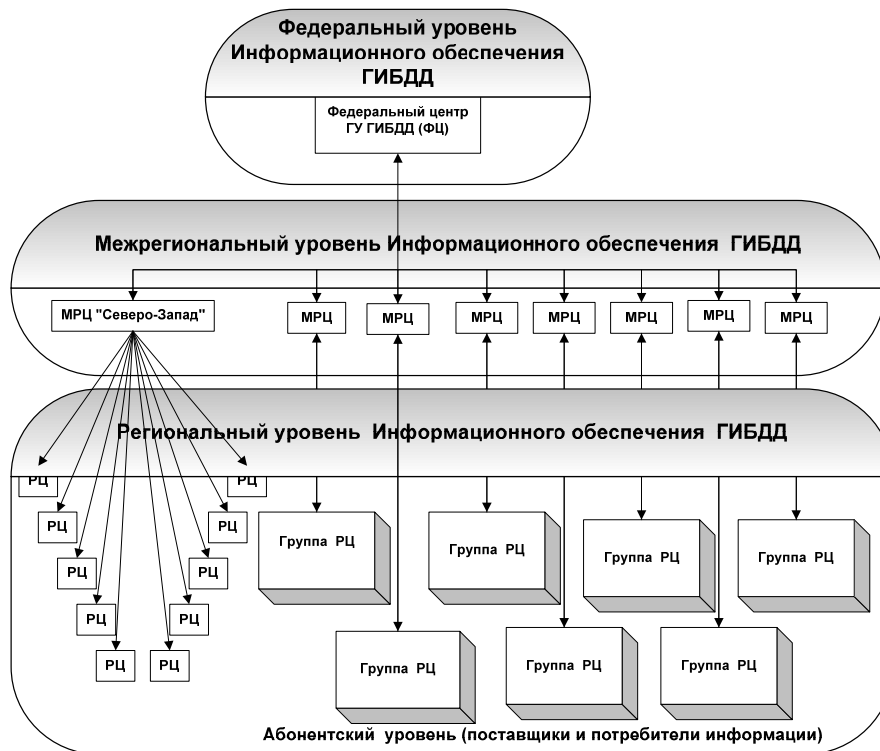 Федеральный уровень
Информационного обеспечения
ГИБДД
Федеральный центр
ГУ ГИБДД (ФЦ)
Межрегиональный уровень Информационного обеспечения ГИБДД
МРЦ "Северо-Запад"
МРЦ
МРЦ
МРЦ
МРЦ
МРЦ
МРЦ
МРЦ
Региональный уровень Информационного обеспечения ГИБДД
РЦ
РЦ
РЦ
РЦ
РЦ
РЦ
РЦ
РЦ
РЦ
РЦ
Группа РЦ
Группа РЦ
Группа РЦ
Группа РЦ
Группа РЦ
Группа РЦ
Группа РЦ
Абонентский уровень (поставщики и потребители информации)